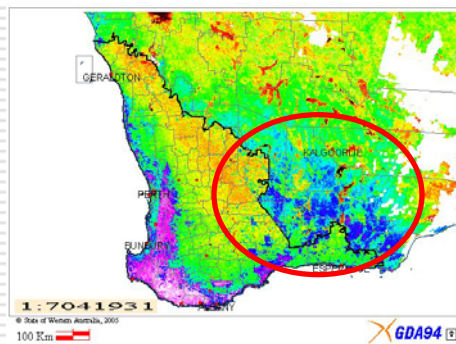 GERALDTON
KALGOORLIE
PERTH
BUNBURY
ESPERANCE
ALBANY
1:7041931
© State of Western Australia, 2005
100 Km
GDA94